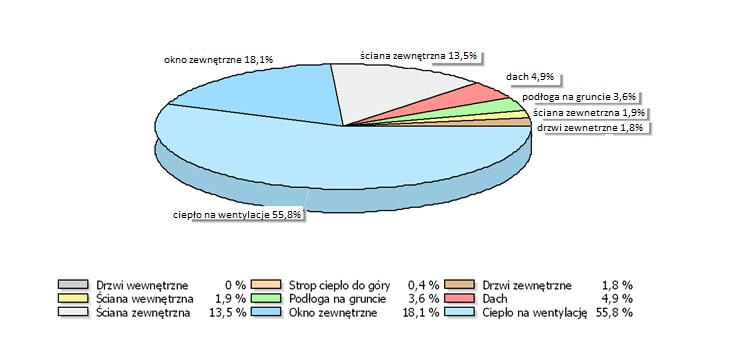 okno zewnętrzne 18,1%
ściana zewnętrzna 13,5%
dach 4,9%
podłoga na gruncie 3,6%
ściana zewnetrzna 1,9%
drzwi zewnetrzne 1,8%
ciepło na wentylacje 55,8%
Drzwi wewnętrzne 0 % Strop ciepło do góry 0,4 % Drzwi zewnętrzne 1,8 %
Ściana wewnętrzna 1,9 % Podłoga na gruncie 3,6 % Dach 4,9 %
Ściana zewnętrzna 13,5 % Okno zewnętrzne 18,1 % Ciepło na wentylację 55,8 %